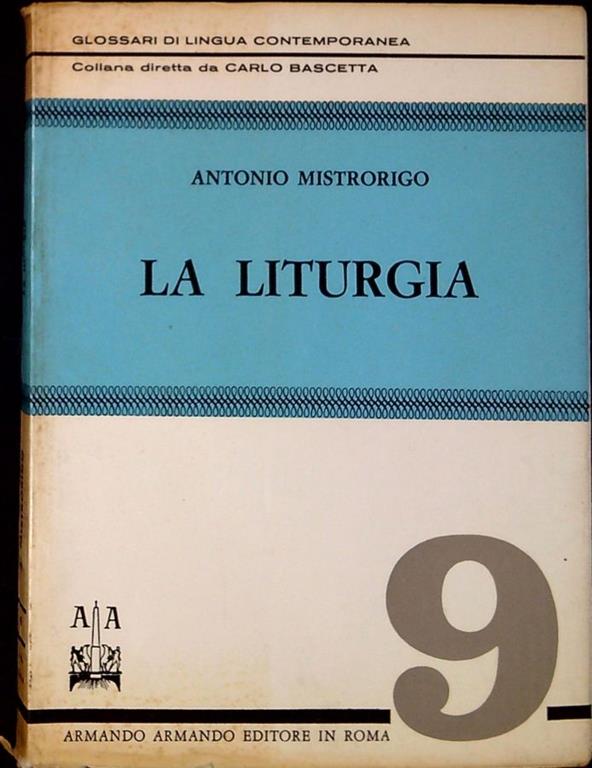 GLOSSARI DI LINGUA CONTEMPORANEA
Collana diretta da CARLO BASCETTA
ANTONIO MISTRORIGO
LA LITURGIA
9
A A
ARMANDO ARMANDO EDITORE IN ROMA